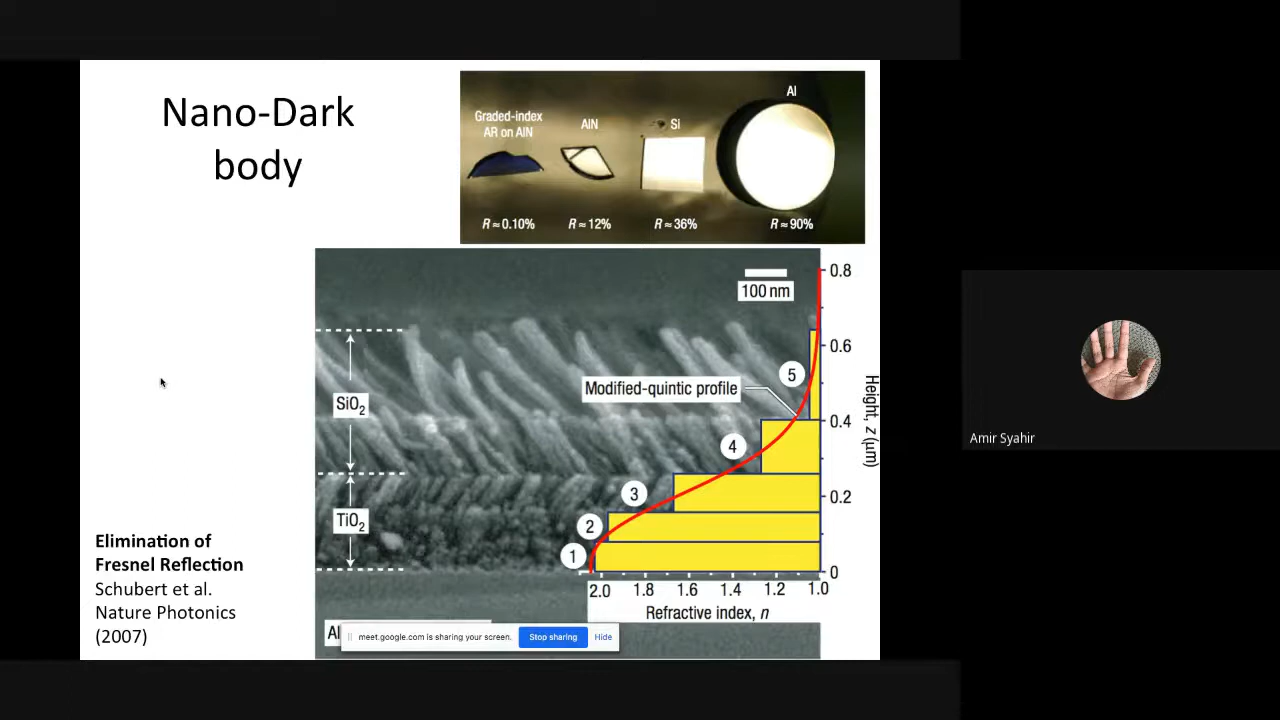 Nano-Dark
body
Graded-index
AR on AlN
AlN
Si
Al
R ≈ 0.10%
R ≈ 12%
R ≈ 36%
R ≈ 90%
100 nm
0.8
0.6
0.4
0.2
0
Height, z (μm)
Modified-quintic profile
5
4
3
2
1
SiO₂
TiO₂
2.0 1.8 1.6 1.4 1.2 1.0
Refractive index, n
Elimination of
Fresnel Reflection
Schubert et al.
Nature Photonics
(2007)
meet.google.com is sharing your screen.
Stop sharing
Hide
Amir Syahir